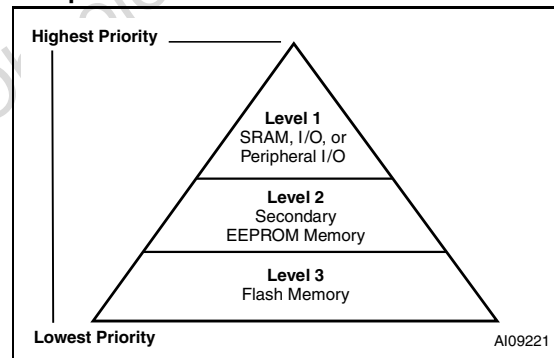 Highest Priority
Level 1
SRAM, I/O, or
Peripheral I/O
Level 2
Secondary
EEPROM Memory
Level 3
Flash Memory
Lowest Priority
AI09221